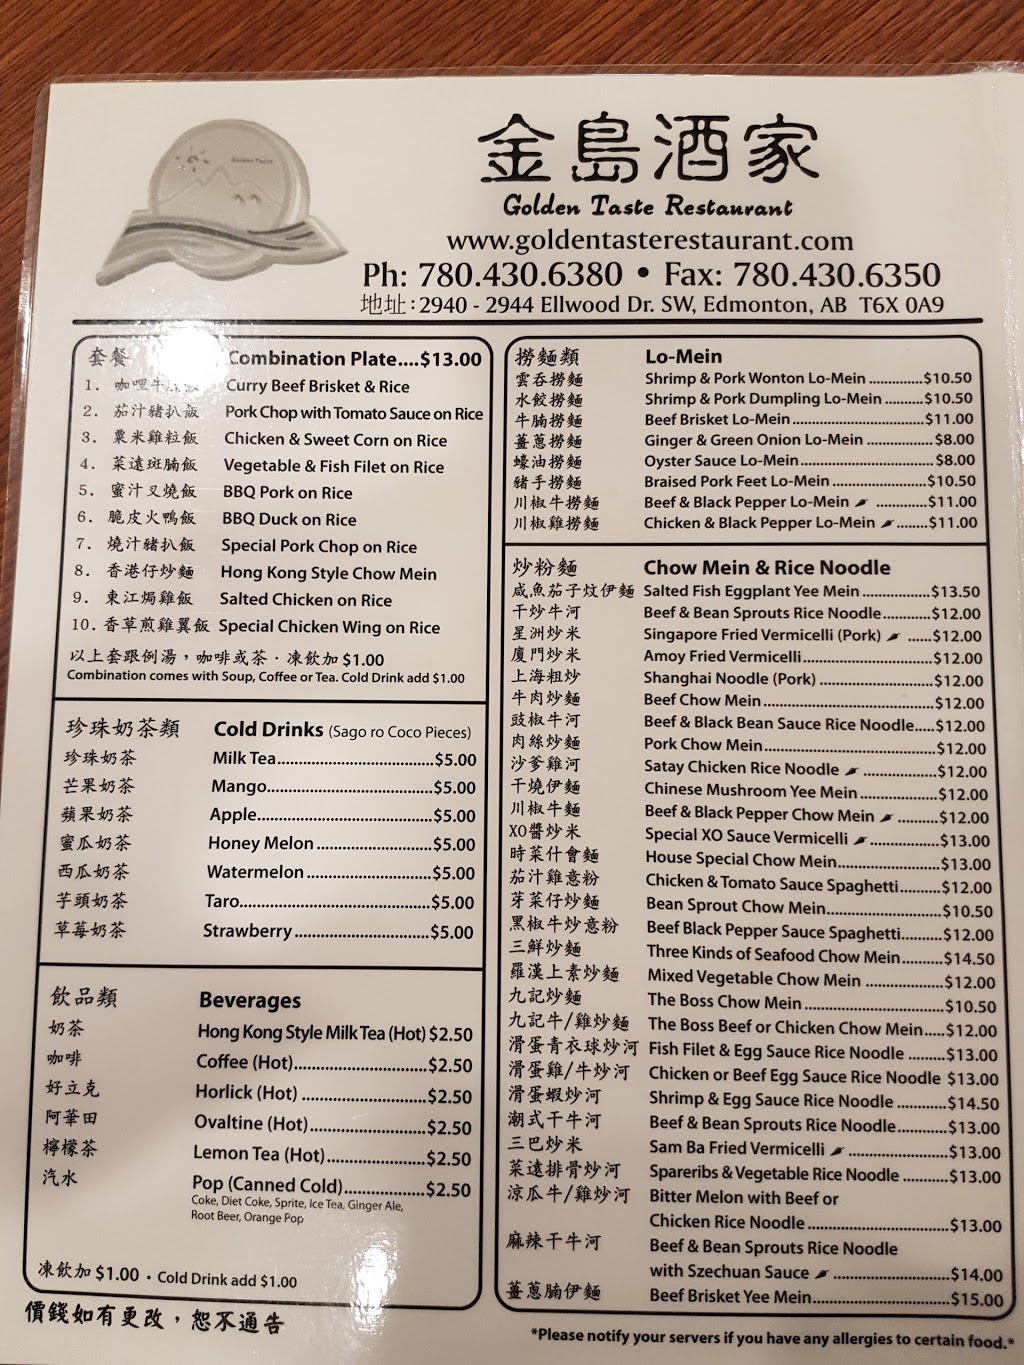 Golden Taste
金島酒家
Golden Taste Restaurant
www.goldentasterestaurant.com
Ph: 780.430.6380 • Fax: 780.430.6350
地址:2940 - 2944 Ellwood Dr. SW, Edmonton, AB T6X 0A9
套餐 Combination Plate....$13.00
1. 咖哩牛腩飯 Curry Beef Brisket & Rice
2. 茄汁豬扒飯 Pork Chop with Tomato Sauce on Rice
3. 粟米雞粒飯 Chicken & Sweet Corn on Rice
4. 菜遠斑腩飯 Vegetable & Fish Filet on Rice
5. 蜜汁叉燒飯 BBQ Pork on Rice
6. 脆皮火鴨飯 BBQ Duck on Rice
7. 燒汁豬扒飯 Special Pork Chop on Rice
8. 香港仔炒麵 Hong Kong Style Chow Mein
9. 東江焗雞飯 Salted Chicken on Rice
10. 香草煎雞翼飯 Special Chicken Wing on Rice
以上套跟例湯，咖啡或茶．凍飲加 $1.00
Combination comes with Soup, Coffee or Tea. Cold Drink add $1.00
珍珠奶茶類 Cold Drinks (Sago ro Coco Pieces)
珍珠奶茶 Milk Tea..............................$5.00
芒果奶茶 Mango................................$5.00
蘋果奶茶 Apple..................................$5.00
蜜瓜奶茶 Honey Melon......................$5.00
西瓜奶茶 Watermelon........................$5.00
芋頭奶茶 Taro....................................$5.00
草莓奶茶 Strawberry..........................$5.00
飲品類 Beverages
奶茶 Hong Kong Style Milk Tea (Hot) $2.50
咖啡 Coffee (Hot)..........................$2.50
好立克 Horlick (Hot)........................$2.50
阿華田 Ovaltine (Hot)......................$2.50
檸檬茶 Lemon Tea (Hot)...................$2.50
汽水 Pop (Canned Cold)................$2.50
Coke, Diet Coke, Sprite, Ice Tea, Ginger Ale,
Root Beer, Orange Pop
凍飲加 $1.00 • Cold Drink add $1.00
價錢如有更改，恕不通告
撈麵類 Lo-Mein
雲吞撈麵 Shrimp & Pork Wonton Lo-Mein.............$10.50
水餃撈麵 Shrimp & Pork Dumpling Lo-Mein.........$10.50
牛腩撈麵 Beef Brisket Lo-Mein................................$11.00
薑蔥撈麵 Ginger & Green Onion Lo-Mein................$8.00
蠔油撈麵 Oyster Sauce Lo-Mein................................$8.00
豬手撈麵 Braised Pork Feet Lo-Mein......................$10.50
川椒牛撈麵 Beef & Black Pepper Lo-Mein.............$11.00
川椒雞撈麵 Chicken & Black Pepper Lo-Mein........$11.00
炒粉麵 Chow Mein & Rice Noodle
咸魚茄子炆伊麵 Salted Fish Eggplant Yee Mein.................$13.50
干炒牛河 Beef & Bean Sprouts Rice Noodle............$12.00
星洲炒米 Singapore Fried Vermicelli (Pork)......$12.00
廈門炒米 Amoy Fried Vermicelli................................$12.00
上海粗炒 Shanghai Noodle (Pork)...........................$12.00
牛肉炒麵 Beef Chow Mein..........................................$12.00
豉椒牛河 Beef & Black Bean Sauce Rice Noodle.....$12.00
肉絲炒麵 Pork Chow Mein..........................................$12.00
沙爹雞河 Satay Chicken Rice Noodle.................$12.00
干燒伊麵 Chinese Mushroom Yee Mein...................$12.00
川椒牛麵 Beef & Black Pepper Chow Mein.........$12.00
XO醬炒米 Special XO Sauce Vermicelli..................$13.00
時菜什會麵 House Special Chow Mein.........................$13.00
茄汁雞意粉 Chicken & Tomato Sauce Spaghetti..........$12.00
芽菜仔炒麵 Bean Sprout Chow Mein............................$10.50
黑椒牛炒意粉 Beef Black Pepper Sauce Spaghetti..........$12.00
三鮮炒麵 Three Kinds of Seafood Chow Mein..........$14.50
羅漢上素炒麵 Mixed Vegetable Chow Mein...................$12.00
九記炒麵 The Boss Chow Mein..................................$10.50
九記牛/雞炒麵 The Boss Beef or Chicken Chow Mein.....$12.00
滑蛋青衣球炒河 Fish Filet & Egg Sauce Rice Noodle.........$13.00
滑蛋雞/牛炒河 Chicken or Beef Egg Sauce Rice Noodle $13.00
滑蛋蝦炒河 Shrimp & Egg Sauce Rice Noodle............$14.50
潮式干牛河 Beef & Bean Sprouts Rice Noodle............$13.00
三巴炒米 Sam Ba Fried Vermicelli.......................$13.00
菜遠排骨炒河 Spareribs & Vegetable Rice Noodle...........$13.00
涼瓜牛/雞炒河 Bitter Melon with Beef or
Chicken Rice Noodle..................................$13.00
麻辣干牛河 Beef & Bean Sprouts Rice Noodle
with Szechuan Sauce..................................$14.00
薑蔥腩伊麵 Beef Brisket Yee Mein................................$15.00
*Please notify your servers if you have any allergies to certain food.*